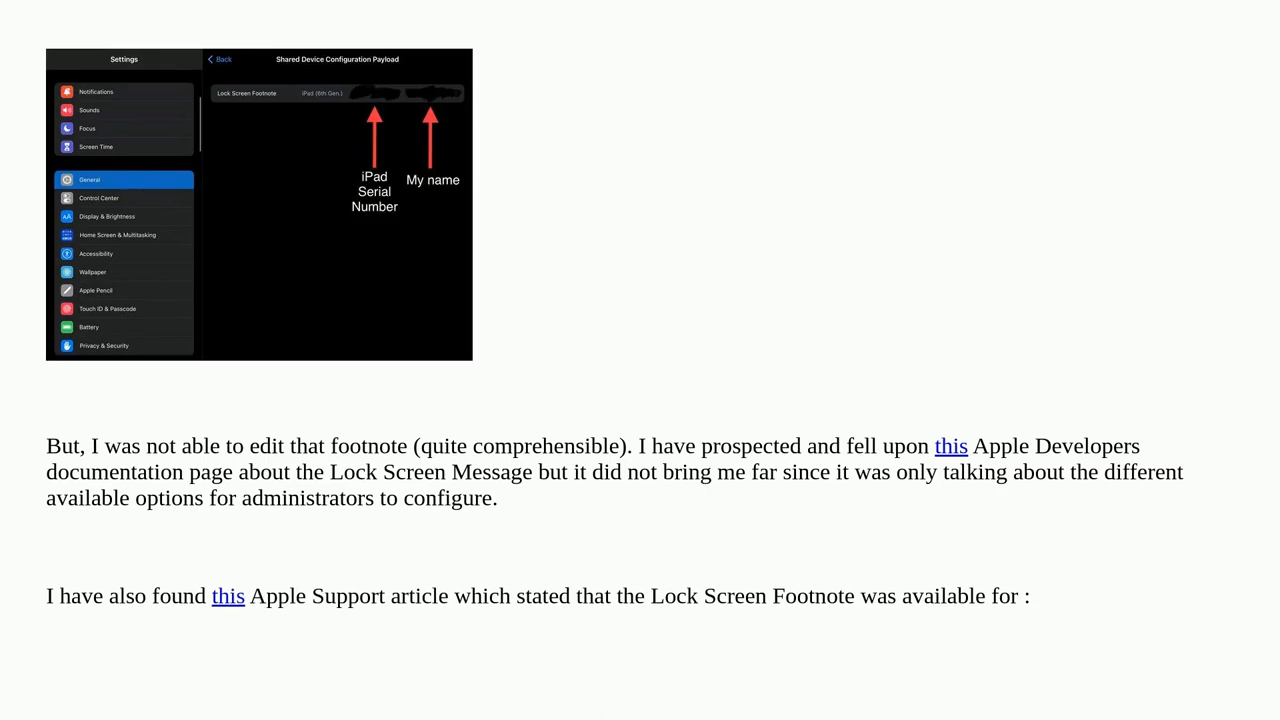 Settings
Back
Shared Device Configuration Payload
Notifications
Sounds
Focus
Screen Time
General
Control Center
Display & Brightness
Home Screen & Multitasking
Accessibility
Wallpaper
Apple Pencil
Touch ID & Passcode
Battery
Privacy & Security
Lock Screen Footnote iPad (6th Gen.)
iPad
Serial
Number
My name
But, I was not able to edit that footnote (quite comprehensible). I have prospected and fell upon this Apple Developers
documentation page about the Lock Screen Message but it did not bring me far since it was only talking about the different
available options for administrators to configure.
I have also found this Apple Support article which stated that the Lock Screen Footnote was available for :